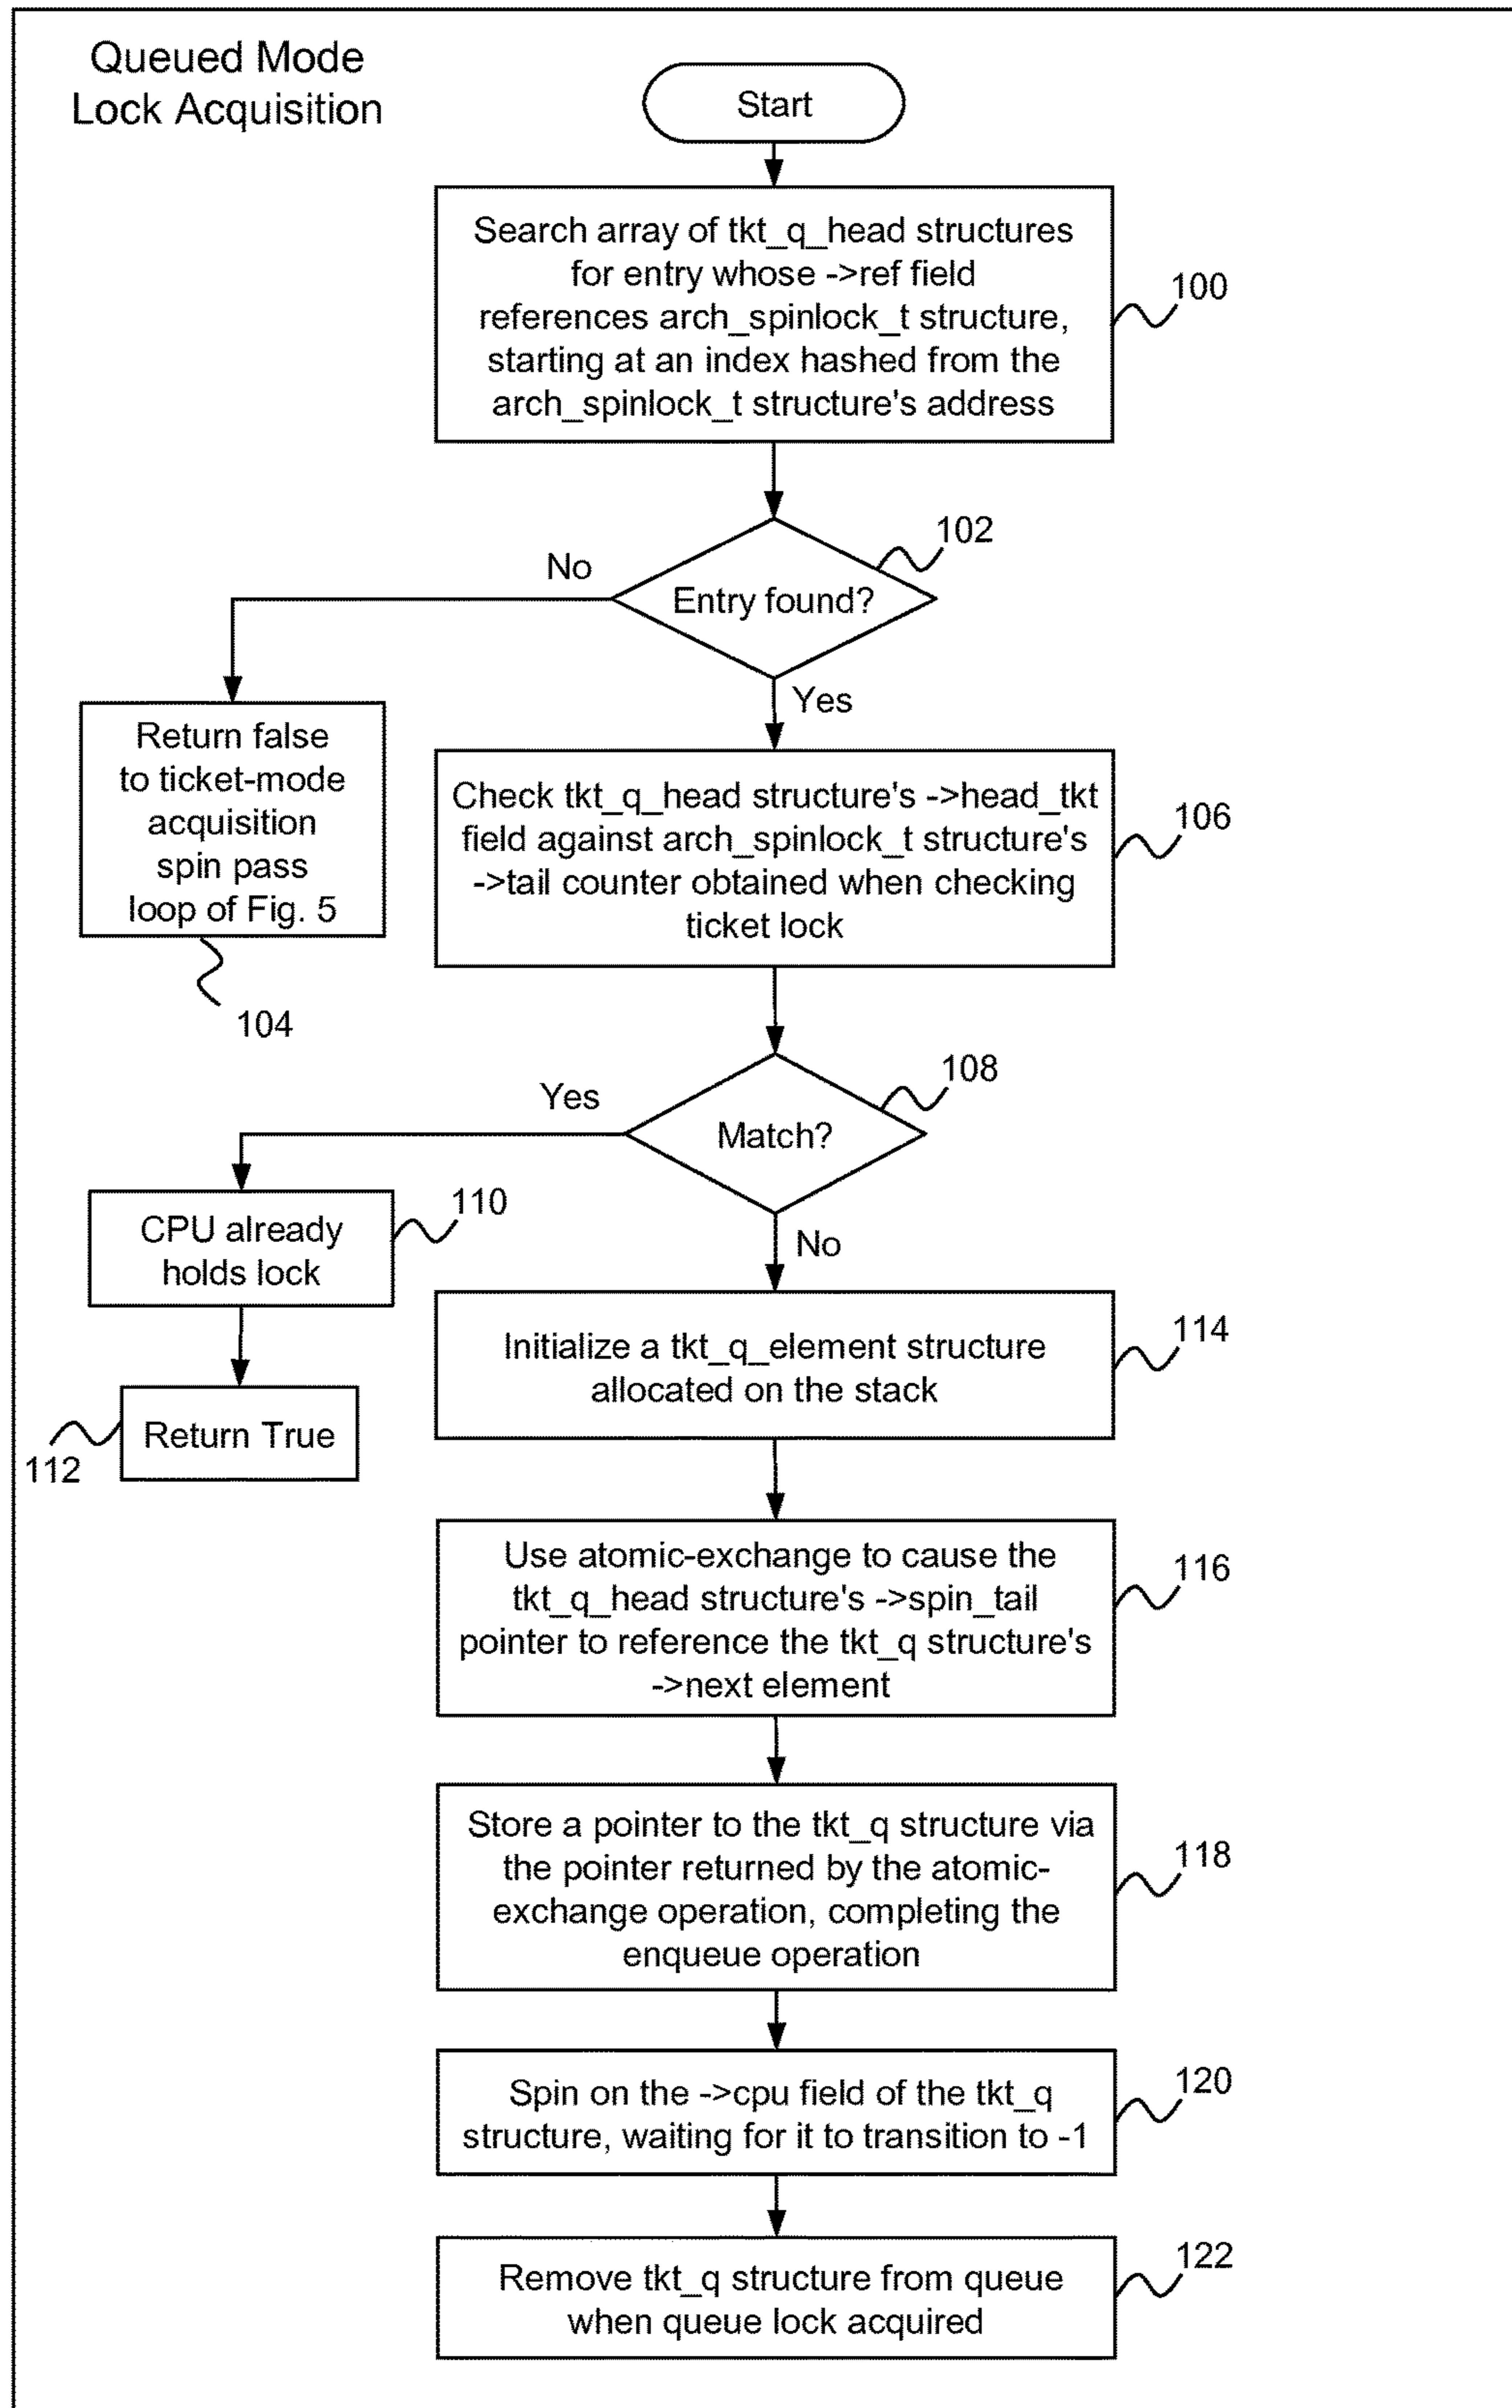 Queued Mode
Lock Acquisition
Start
Search array of tkt_q_head structures
for entry whose ->ref field
references arch_spinlock_t structure,
starting at an index hashed from the
arch_spinlock_t structure's address
100
102
No
Entry found?
Yes
Return false
to ticket-mode
acquisition
spin pass
loop of Fig. 5
104
Check tkt_q_head structure's ->head_tkt
field against arch_spinlock_t structure's
->tail counter obtained when checking
ticket lock
106
108
Yes
Match?
No
CPU already
holds lock
110
Return True
112
Initialize a tkt_q_element structure
allocated on the stack
114
Use atomic-exchange to cause the
tkt_q_head structure's ->spin_tail
pointer to reference the tkt_q structure's
->next element
116
Store a pointer to the tkt_q structure via
the pointer returned by the atomic-
exchange operation, completing the
enqueue operation
118
Spin on the ->cpu field of the tkt_q
structure, waiting for it to transition to -1
120
Remove tkt_q structure from queue
when queue lock acquired
122